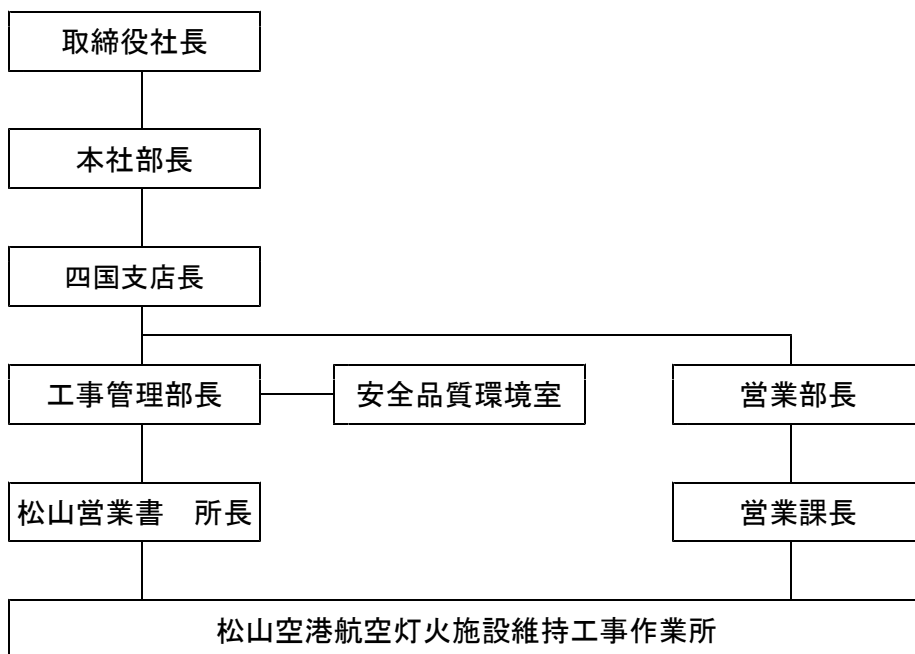 取締役社長
本社部長
四国支店長
工事管理部長
安全品質環境室
営業部長
松山営業書　所長
営業課長
松山空港航空灯火施設維持工事作業所